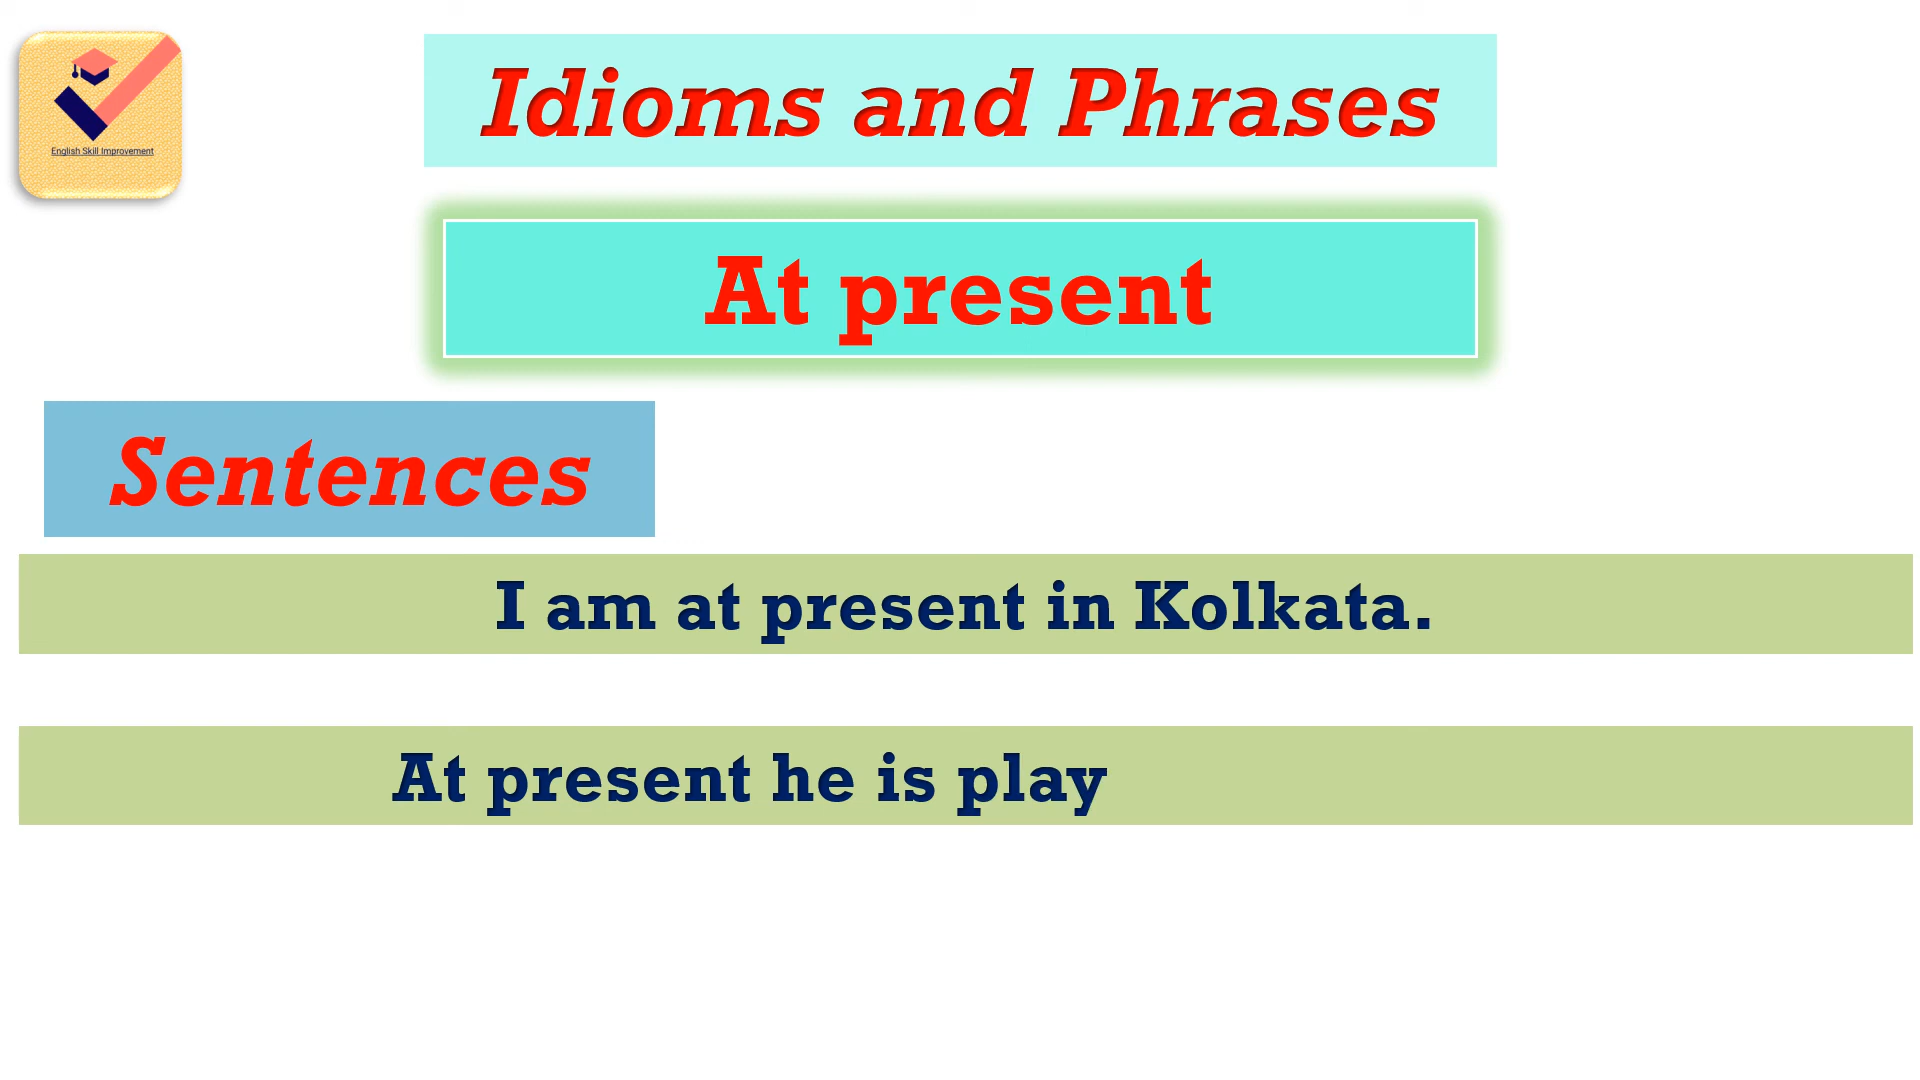 English Skill Improvement
Idioms and Phrases
At present
Sentences
I am at present in Kolkata.
At present he is play